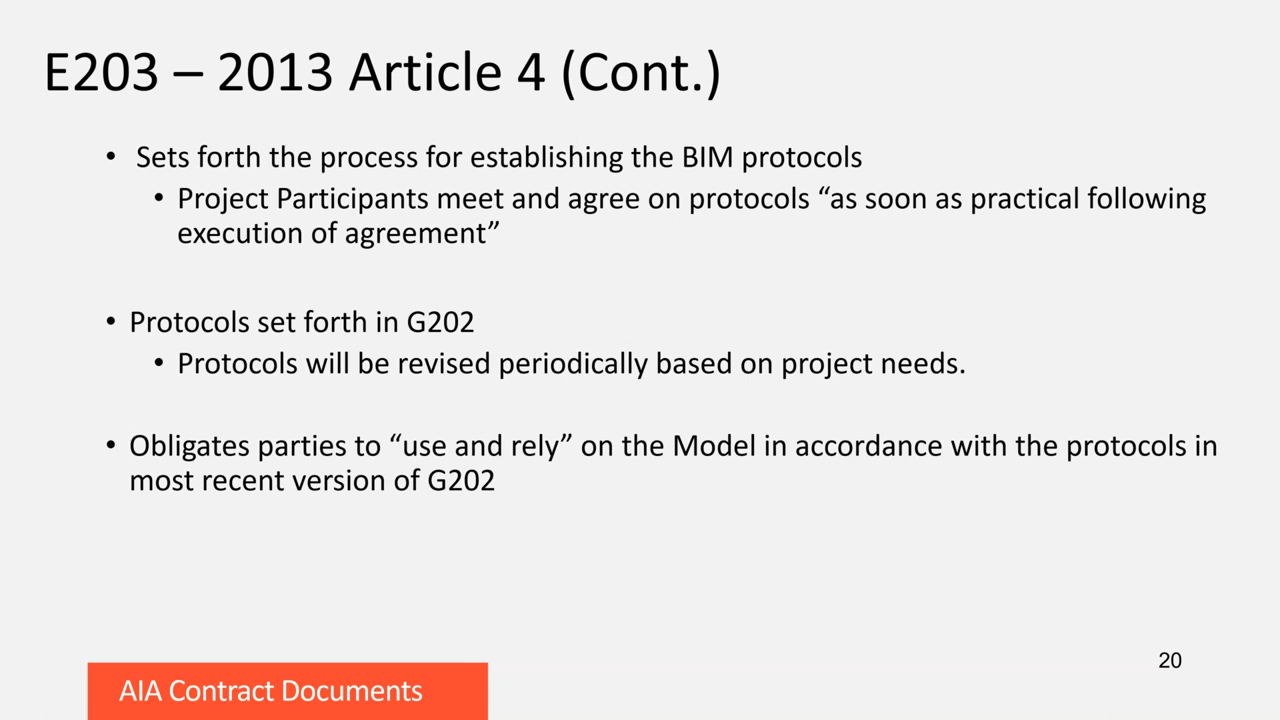 E203 – 2013 Article 4 (Cont.)
• Sets forth the process for establishing the BIM protocols
• Project Participants meet and agree on protocols “as soon as practical following
execution of agreement”
• Protocols set forth in G202
• Protocols will be revised periodically based on project needs.
• Obligates parties to “use and rely” on the Model in accordance with the protocols in
most recent version of G202
20
AIA Contract Documents